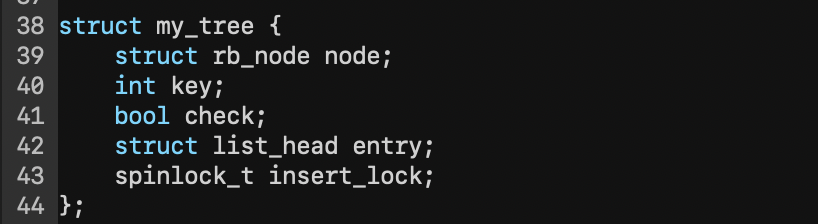 38 struct my_tree {
39     struct rb_node node;
40     int key;
41     bool check;
42     struct list_head entry;
43     spinlock_t insert_lock;
44 };